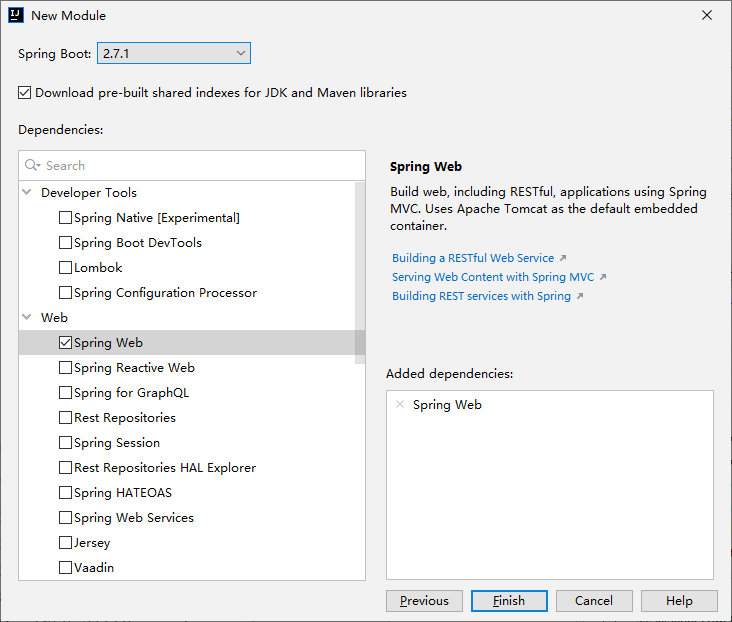 New Module
Spring Boot: 2.7.1
Download pre-built shared indexes for JDK and Maven libraries
Dependencies:
Search
Developer Tools
Spring Native [Experimental]
Spring Boot DevTools
Lombok
Spring Configuration Processor
Web
Spring Web
Spring Reactive Web
Spring for GraphQL
Rest Repositories
Spring Session
Rest Repositories HAL Explorer
Spring HATEOAS
Spring Web Services
Jersey
Vaadin
Spring Web
Build web, including RESTful, applications using Spring
MVC. Uses Apache Tomcat as the default embedded
container.
Building a RESTful Web Service
Serving Web Content with Spring MVC
Building REST services with Spring
Added dependencies:
Spring Web
Previous
Finish
Cancel
Help